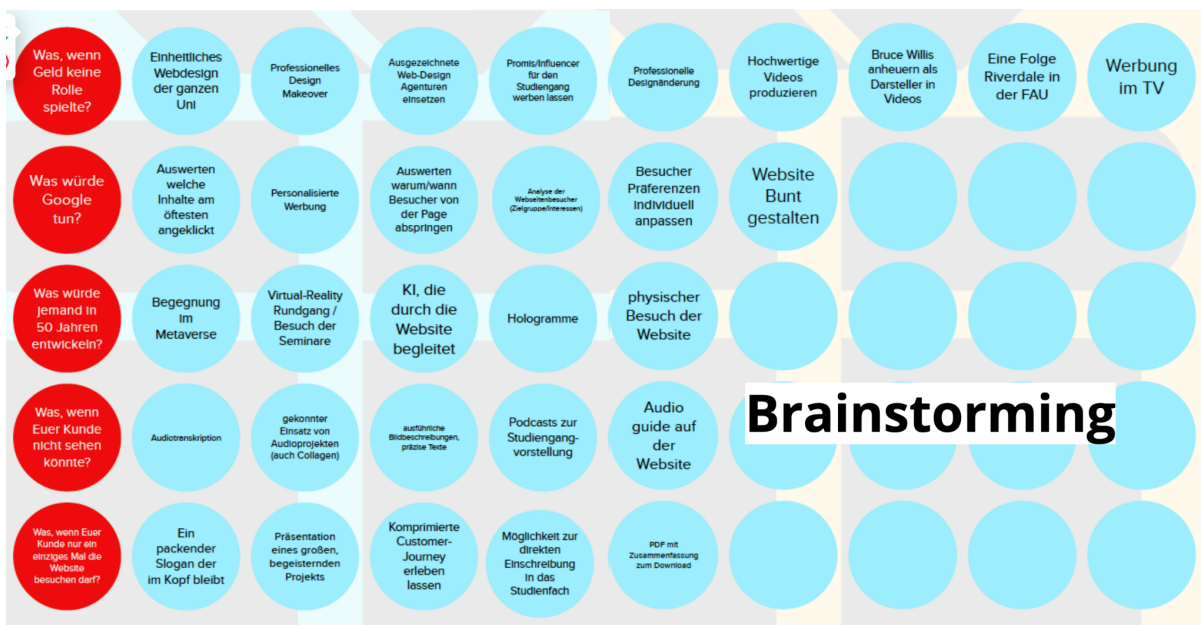 Was, wenn
Geld keine
Rolle
spielte?
Einheitliches
Webdesign
der ganzen
Uni
Professionelles
Design
Makeover
Ausgezeichnete
Web-Design
Agenturen
einsetzen
Promis/Influencer
für den
Studiengang
werben lassen
Professionelle
Designänderung
Hochwertige
Videos
produzieren
Bruce Willis
anheuern als
Darsteller in
Videos
Eine Folge
Riverdale in
der FAU
Werbung
im TV
Was würde
Google
tun?
Auswerten
welche
Inhalte am
öftesten
angeklickt
Personalisierte
Werbung
Auswerten
warum/wann
Besucher von
der Page
abspringen
Analyse der
Webseitenbesucher
(Zielgruppe/Interessen)
Besucher
Präferenzen
individuell
anpassen
Website
Bunt
gestalten
Was würde
jemand in
50 Jahren
entwickeln?
Begegnung
im
Metaverse
Virtual-Reality
Rundgang /
Besuch der
Seminare
KI, die
durch die
Website
begleitet
Hologramme
physischer
Besuch der
Website
Was, wenn
Euer Kunde
nicht sehen
könnte?
Audiotranskription
gekonnter
Einsatz von
Audioprojekten
(auch Collagen)
ausführliche
Bildbeschreibungen,
präzise Texte
Podcasts zur
Studiengang-
vorstellung
Audio
guide auf
der
Website
Brainstorming
Was, wenn Euer
Kunde nur ein
einziges Mal die
Website
besuchen darf?
Ein
packender
Slogan der
im Kopf bleibt
Präsentation
eines großen,
begeisternden
Projekts
Komprimierte
Customer-
Journey
erleben
lassen
Möglichkeit zur
direkten
Einschreibung
in das
Studienfach
PDF mit
Zusammenfassung
zum Download